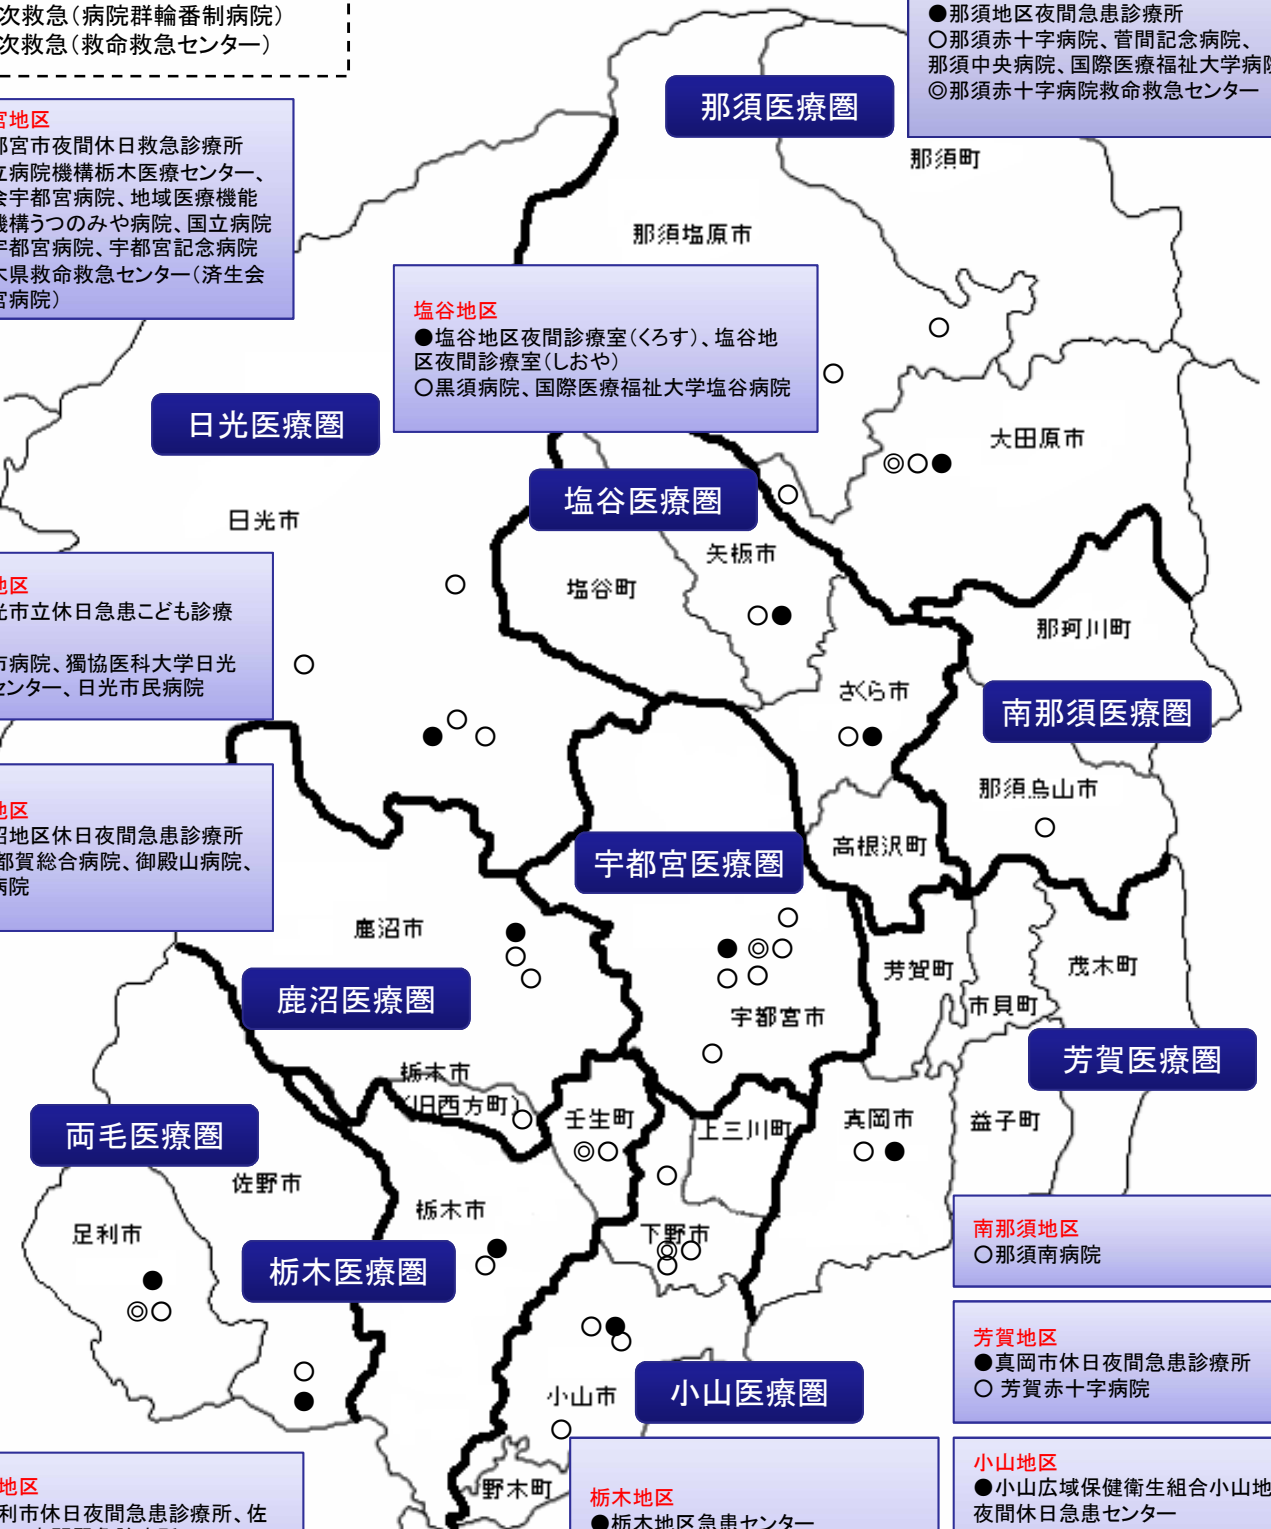 次救急（病院群輪番制病院）
次救急（救命救急センター）
●那須地区夜間急患診療所
○那須赤十字病院、菅間記念病院、
那須中央病院、国際医療福祉大学病院
◎那須赤十字病院救命救急センター
那須医療圏
那須町
宮地区
都宮市夜間休日救急診療所
立病院機構栃木医療センター、
会宇都宮病院、地域医療機能
機構うつのみや病院、国立病院
宇都宮病院、宇都宮記念病院
木県救命救急センター（済生会
宮病院）
那須塩原市
塩谷地区
●塩谷地区夜間診療室（くろす）、塩谷地
区夜間診療室（しおや）
○黒須病院、国際医療福祉大学塩谷病院
日光医療圏
大田原市
塩谷医療圏
日光市
矢板市
塩谷町
地区
光市立休日急患こども診療
市病院、獨協医科大学日光
センター、日光市民病院
那珂川町
さくら市
南那須医療圏
那須烏山市
地区
沼地区休日夜間急患診療所
都賀総合病院、御殿山病院、
病院
宇都宮医療圏
高根沢町
鹿沼市
芳賀町
茂木町
鹿沼医療圏
市貝町
宇都宮市
芳賀医療圏
栃木市
（旧西方町）
両毛医療圏
壬生町
上三川町
真岡市
益子町
佐野市
栃木市
足利市
下野市
南那須地区
○那須南病院
栃木医療圏
芳賀地区
●真岡市休日夜間急患診療所
○ 芳賀赤十字病院
小山医療圏
小山市
小山地区
●小山広域保健衛生組合小山地
夜間休日急患センター
野木町
地区
利市休日夜間急患診療所、佐
栃木地区
●栃木地区急患センター